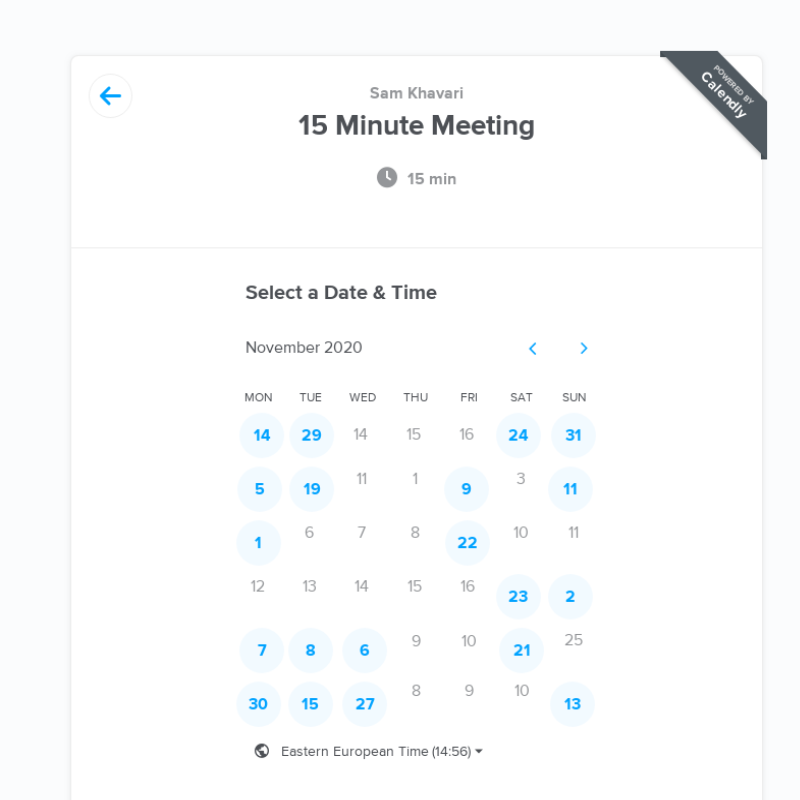 POWERED BY
Calendly
Sam Khavari
15 Minute Meeting
15 min
Select a Date & Time
November 2020
MON TUE WED THU FRI SAT SUN
14 29 14 15 16 24 31
5 19 11 1 9 3 11
1 6 7 8 22 10 11
12 13 14 15 16 23 2
7 8 6 9 10 21 25
30 15 27 8 9 10 13
Eastern European Time (14:56)